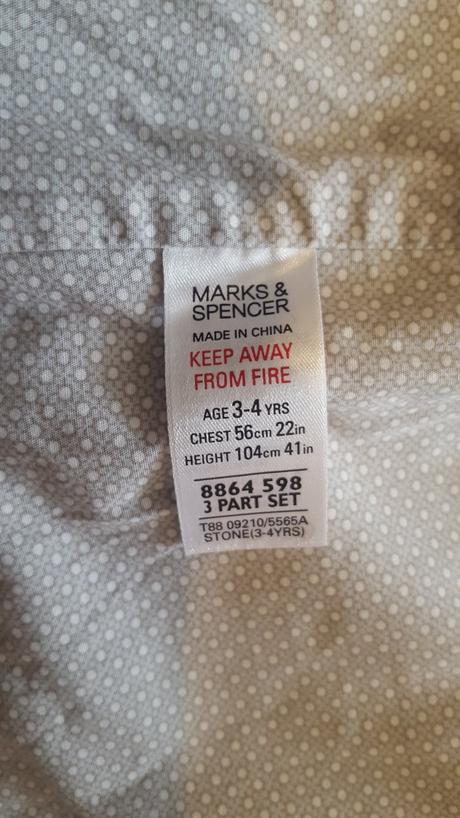 MARKS &
SPENCER
MADE IN CHINA
KEEP AWAY
FROM FIRE
AGE 3-4 YRS
CHEST 56cm 22in
HEIGHT 104cm 41in
8864 598
3 PART SET
T88 09210/5565A
STONE(3-4YRS)